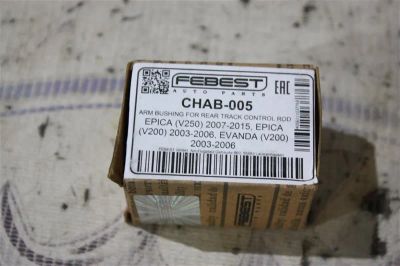 FEBEST
AUTO PARTS
EAC
CHAB-005
ARM BUSHING FOR REAR TRACK CONTROL ROD
EPICA (V250) 2007-2015, EPICA
(V200) 2003-2006, EVANDA (V200)
2003-2006